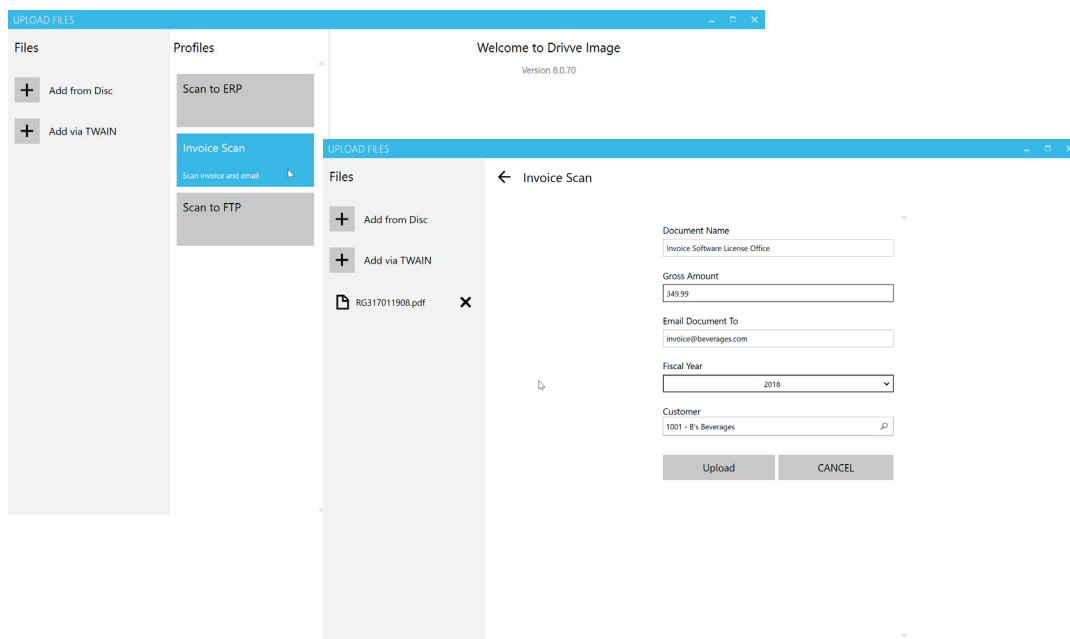 UPLOAD FILES
Files
Add from Disc
Add via TWAIN
Profiles
Scan to ERP
Invoice Scan
Scan invoice and email
Scan to FTP
Welcome to Drivve Image
Version 8.0.70
UPLOAD FILES
Files
Add from Disc
Add via TWAIN
RG317011908.pdf
Invoice Scan
Document Name
Invoice Software License Office
Gross Amount
349.99
Email Document To
invoice@beverages.com
Fiscal Year
2018
Customer
1001 - B's Beverages
Upload
CANCEL